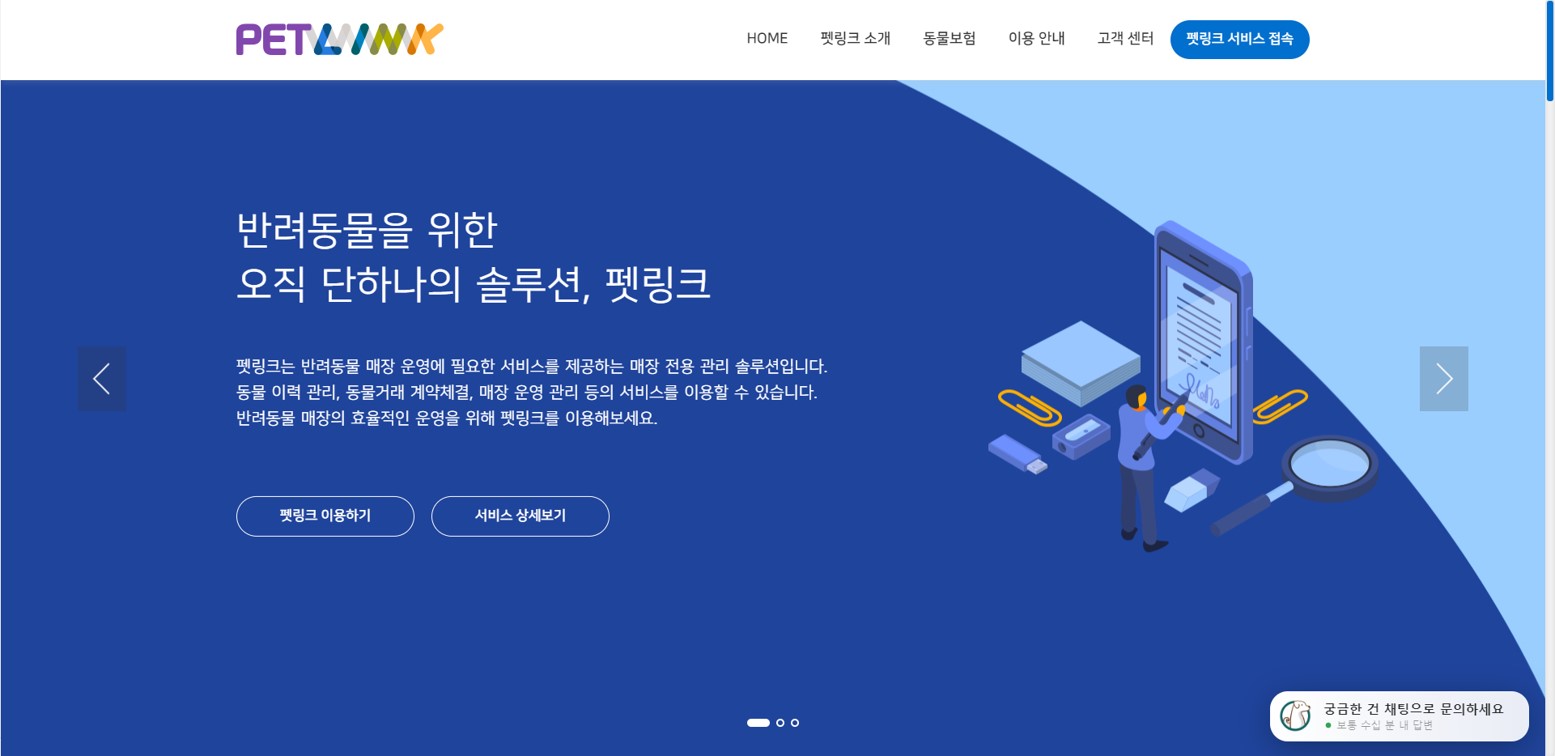 PETLINK
HOME
펫링크 소개
동물보험
이용 안내
고객 센터
펫링크 서비스 접속
반려동물을 위한
오직 단하나의 솔루션, 펫링크
펫링크는 반려동물 매장 운영에 필요한 서비스를 제공하는 매장 전용 관리 솔루션입니다.
동물 이력 관리, 동물거래 계약체결, 매장 운영 관리 등의 서비스를 이용할 수 있습니다.
반려동물 매장의 효율적인 운영을 위해 펫링크를 이용해보세요.
펫링크 이용하기
서비스 상세보기
궁금한 건 채팅으로 문의하세요
보통 수십 분 내 답변